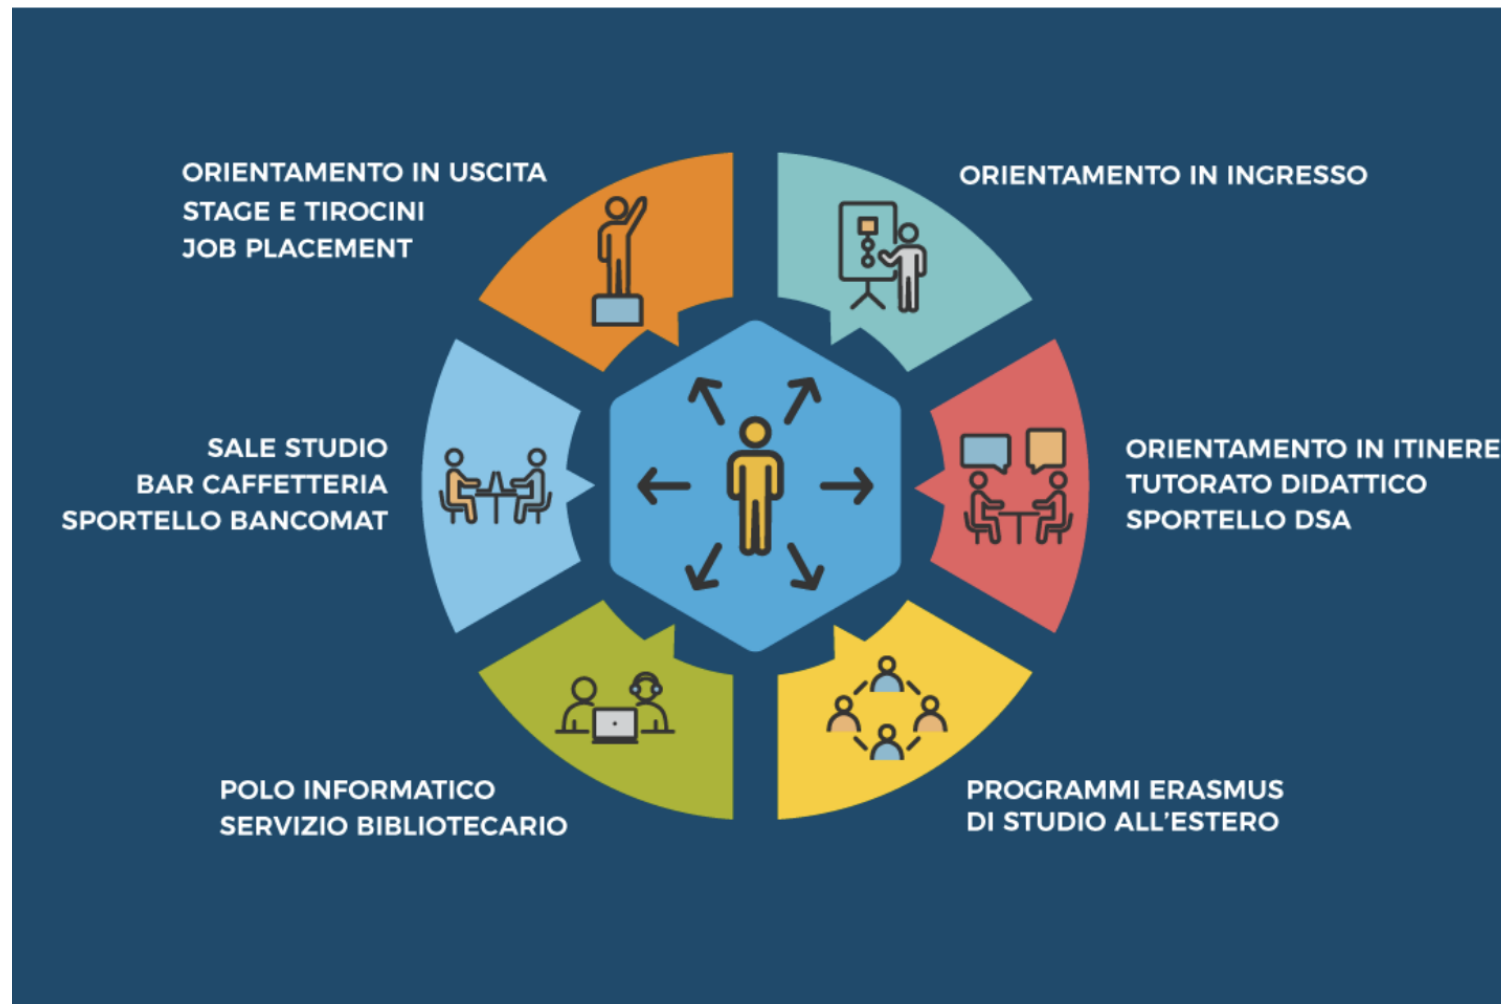 ORIENTAMENTO IN USCITA
STAGE E TIROCINI
JOB PLACEMENT
ORIENTAMENTO IN INGRESSO
SALE STUDIO
BAR CAFFETTERIA
SPORTELLO BANCOMAT
ORIENTAMENTO IN ITINERE
TUTORATO DIDATTICO
SPORTELLO DSA
POLO INFORMATICO
SERVIZIO BIBLIOTECARIO
PROGRAMMI ERASMUS
DI STUDIO ALL’ESTERO